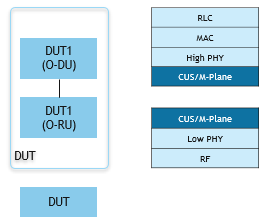 DUT1
(O-DU)
DUT1
(O-RU)
DUT
DUT
RLC
MAC
High PHY
CUS/M-Plane
CUS/M-Plane
Low PHY
RF